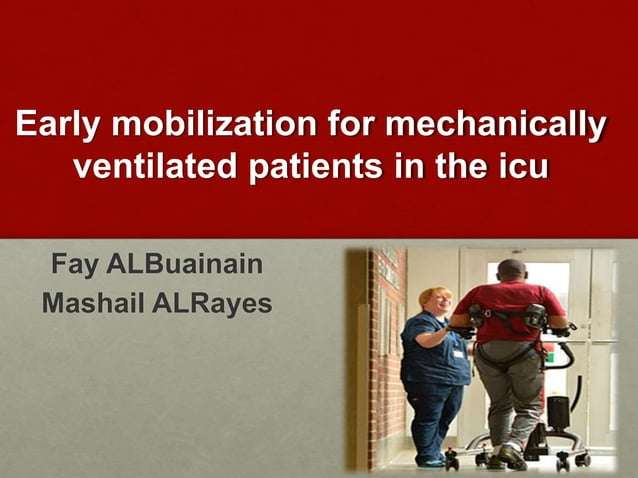 Early mobilization for mechanically
ventilated patients in the icu
Fay ALBuainain
Mashail ALRayes